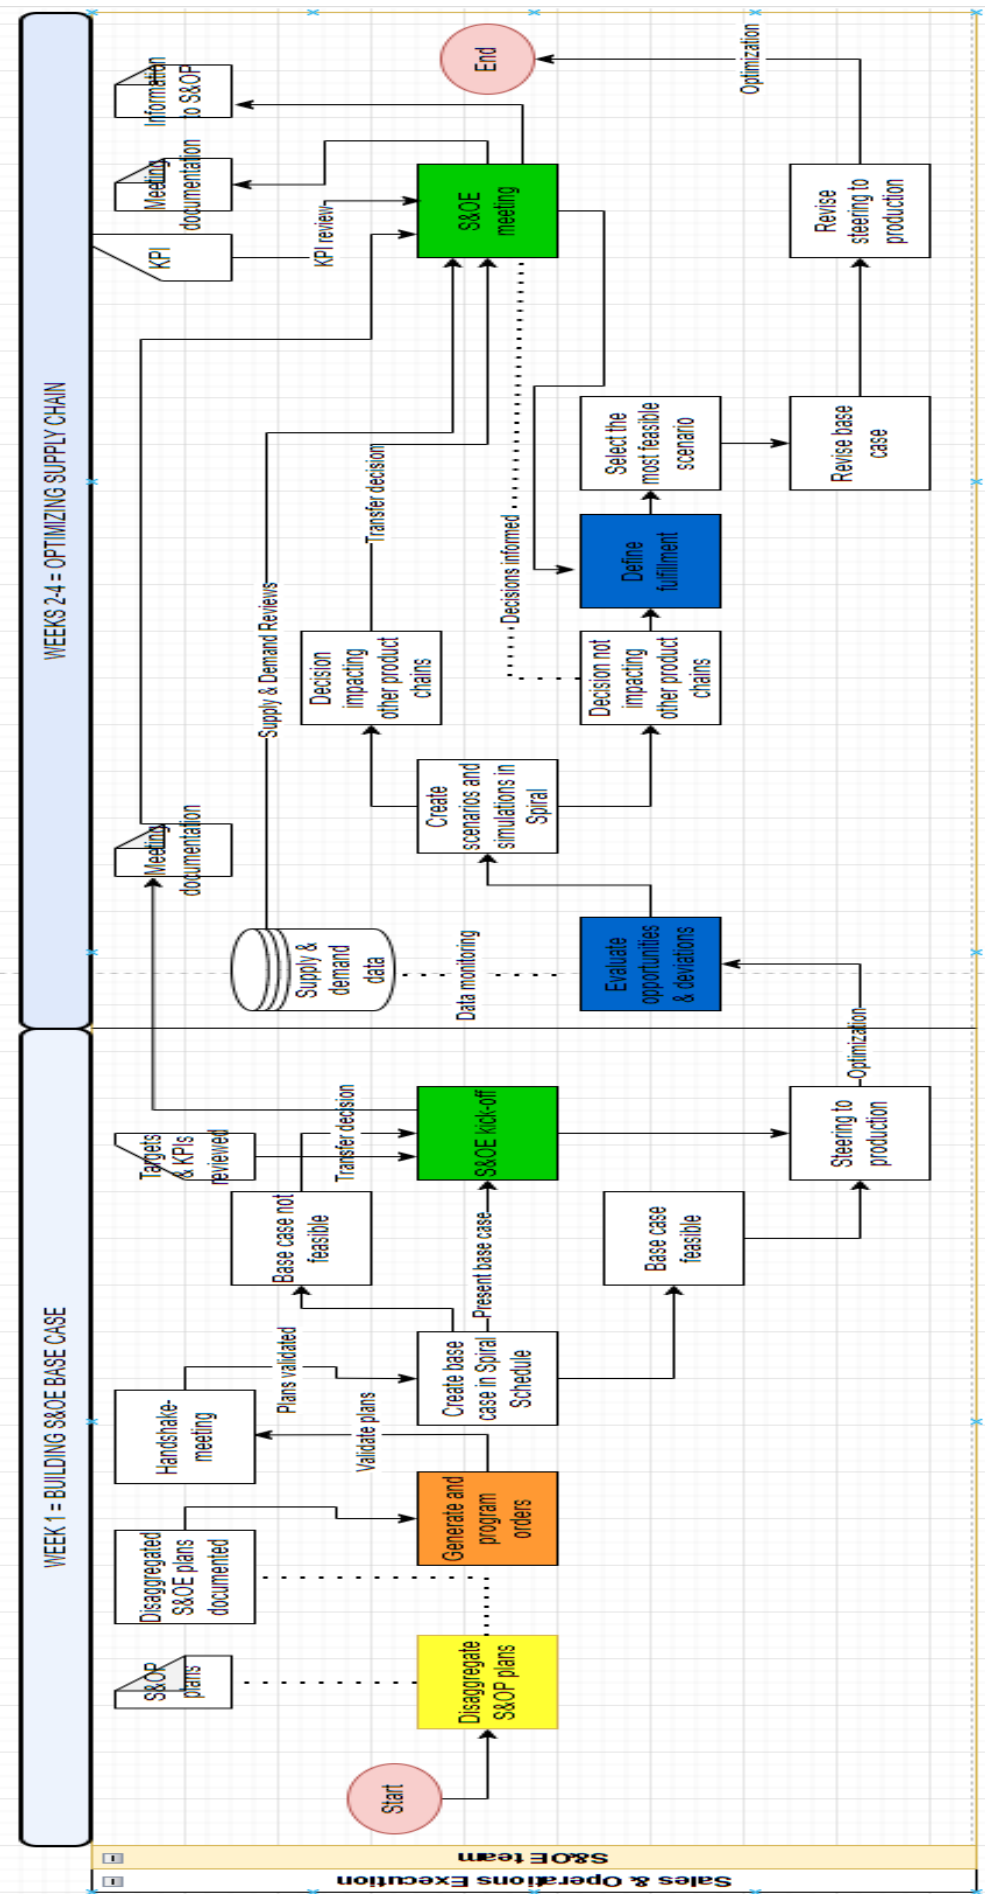 Sales & Operations Execution
S&OE team
WEEK 1 = BUILDING S&OE BASE CASE
WEEKS 2-4 = OPTIMIZING SUPPLY CHAIN
Start
S&OP
plans
Disaggregate
S&OP plans
Disaggregated
S&OE plans
documented
Generate and
program
orders
Validate plans
Handshake-
meeting
Plans validated
Create base
case in Spiral
Schedule
Present base case
Base case not
feasible
Base case
feasible
Transfer decision
Targets
& KPIs
reviewed
S&OE kick-off
Steering to
production
Optimization
Supply &
demand
data
Data monitoring
Evaluate
opportunities
& deviations
Meeting
documentation
Create
scenarios and
simulations in
Spiral
Supply & Demand Reviews
Decision
impacting
other product
chains
Transfer decision
Decision not
impacting
other product
chains
Decisions informed
Define
fulfillment
Select the
most feasible
scenario
Revise base
case
KPI
KPI review
S&OE
meeting
Meeting
documentation
Information
to S&OP
Revise
steering to
production
Optimization
End